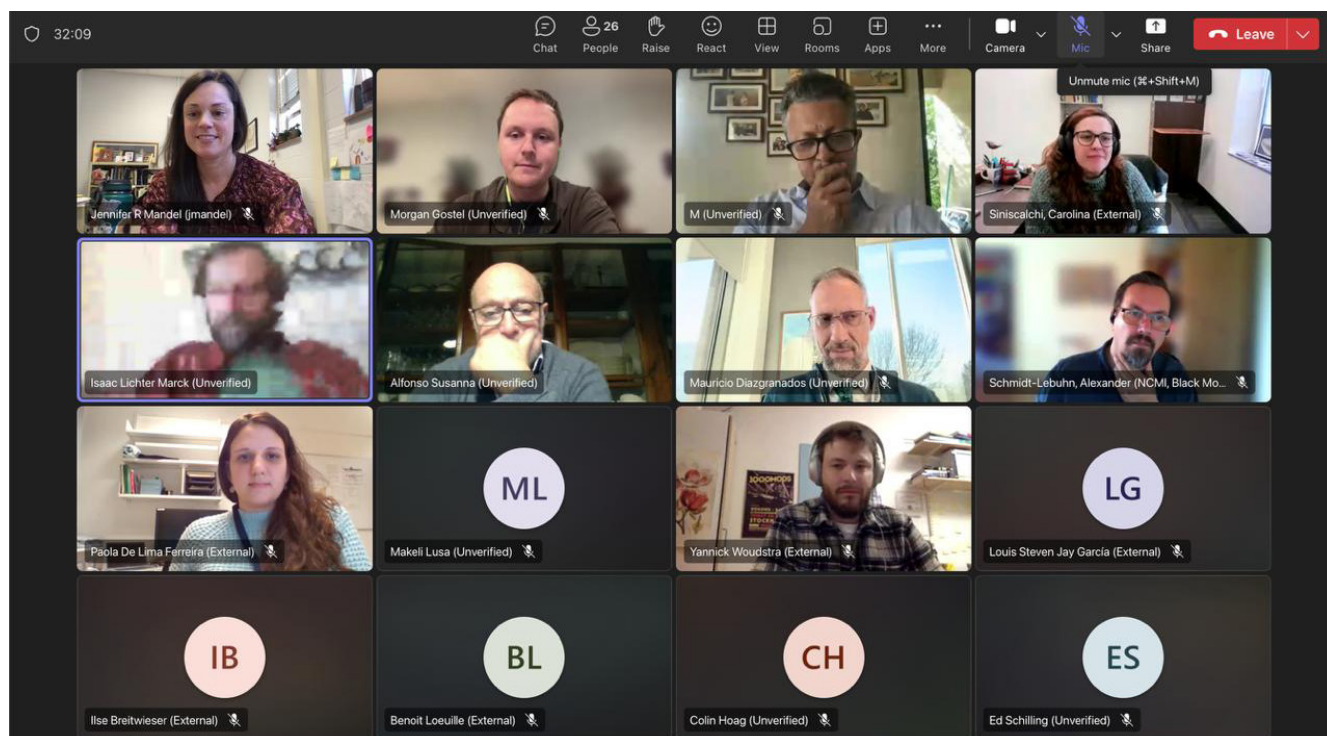 32:09
26
Chat
People
Raise
React
View
Rooms
Apps
More
Camera
Mic
Share
Leave
Unmute mic (⌘+Shift+M)
Jennifer R Mandel (jmandel)
Morgan Gostel (Unverified)
M (Unverified)
Siniscalchi, Carolina (External)
Isaac Lichter Marck (Unverified)
Alfonso Susanna (Unverified)
Mauricio Diazgranados (Unverified)
Schmidt-Lebuhn, Alexander (NCMI, Black Mo...
1000HOPS
Paola De Lima Ferreira (External)
ML
Makeli Lusa (Unverified)
Yannick Woudstra (External)
LG
Louis Steven Jay García (External)
IB
Ilse Breitwieser (External)
BL
Benoit Loeuille (External)
CH
Colin Hoag (Unverified)
ES
Ed Schilling (Unverified)